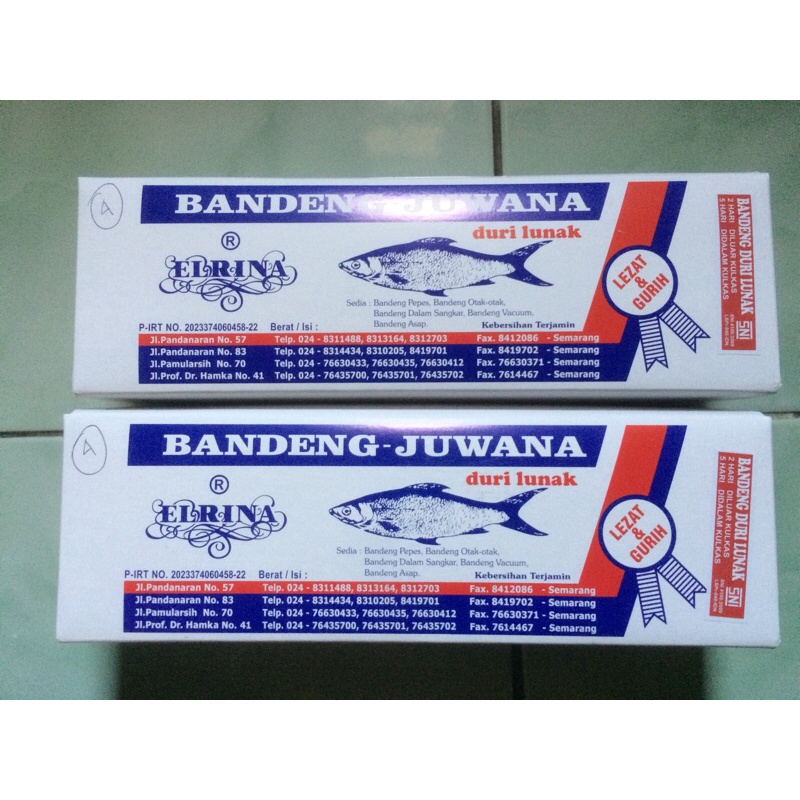 A
BANDENG-JUWANA
duri lunak
®
ELRINA
Sedia : Bandeng Pepes, Bandeng Otak-otak,
Bandeng Dalam Sangkar, Bandeng Vacuum,
Bandeng Asap.
Kebersihan Terjamin
P-IRT NO. 2023374060458-22 Berat / Isi :
Jl.Pandanaran No. 57 Telp. 024 - 8311488, 8313164, 8312703 Fax. 8412086 - Semarang
Jl.Pandanaran No. 83 Telp. 024 - 8314434, 8310205, 8419701 Fax. 8419702 - Semarang
Jl.Pamularsih No. 70 Telp. 024 - 76630433, 76630435, 76630412 Fax. 76630371 - Semarang
Jl.Prof. Dr. Hamka No. 41 Telp. 024 - 76435700, 76435701, 76435702 Fax. 7614467 - Semarang
LEZAT
&
GURIH
BANDENG DURI LUNAK
2 HARI DILUAR KULKAS
5 HARI DIDALAM KULKAS
SNI
A
BANDENG-JUWANA
duri lunak
®
ELRINA
Sedia : Bandeng Pepes, Bandeng Otak-otak,
Bandeng Dalam Sangkar, Bandeng Vacuum,
Bandeng Asap.
Kebersihan Terjamin
P-IRT NO. 2023374060458-22 Berat / Isi :
Jl.Pandanaran No. 57 Telp. 024 - 8311488, 8313164, 8312703 Fax. 8412086 - Semarang
Jl.Pandanaran No. 83 Telp. 024 - 8314434, 8310205, 8419701 Fax. 8419702 - Semarang
Jl.Pamularsih No. 70 Telp. 024 - 76630433, 76630435, 76630412 Fax. 76630371 - Semarang
Jl.Prof. Dr. Hamka No. 41 Telp. 024 - 76435700, 76435701, 76435702 Fax. 7614467 - Semarang
LEZAT
&
GURIH
BANDENG DURI LUNAK
2 HARI DILUAR KULKAS
5 HARI DIDALAM KULKAS
SNI